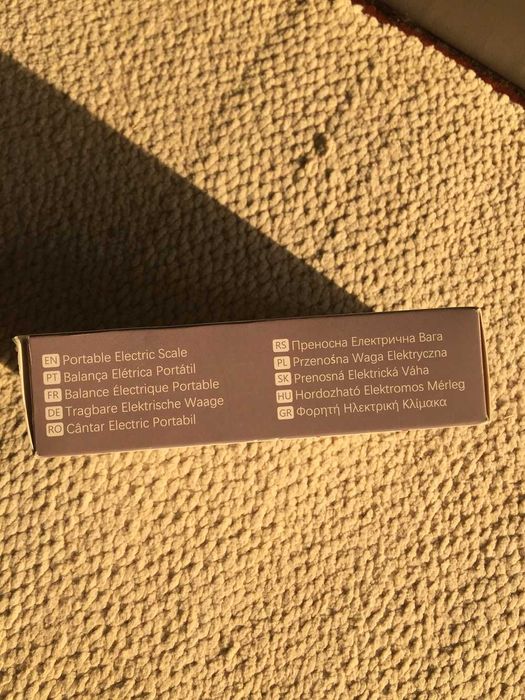 EN Portable Electric Scale
PT Balança Elétrica Portátil
FR Balance Électrique Portable
DE Tragbare Elektrische Waage
RO Cântar Electric Portabil
RS Преносна Електрична Вага
PL Przenośna Waga Elektryczna
SK Prenosná Elektrická Váha
HU Hordozható Elektromos Mérleg
GR Φορητή Ηλεκτρική Κλίμακα